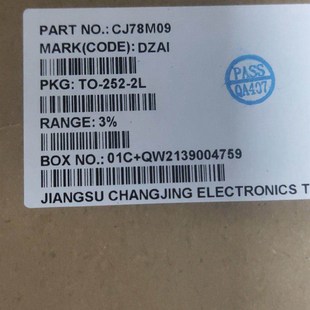 PART NO.: CJ78M09
MARK(CODE): DZAI
PKG: TO-252-2L
RANGE: 3%
BOX NO.: 01C+QW2139004759
JIANGSU CHANGJING ELECTRONICS T
PASS
QA407